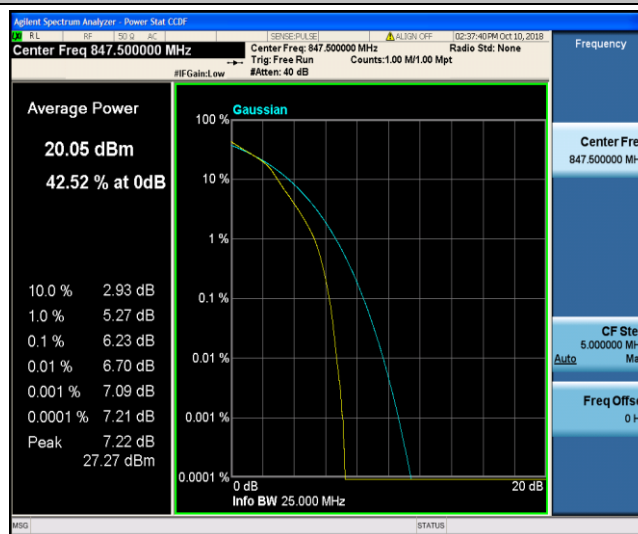 Agilent Spectrum Analyzer - Power Stat CCDF
RL RF 50 Ω AC SENSE:PULSE ALIGN OFF 02:37:40 PM Oct 10, 2018
Center Freq 847.500000 MHz
Center Freq: 847.500000 MHz Radio Std: None
Trig: Free Run Counts:1.00 M/1.00 Mpt
#IFGain:Low #Atten: 40 dB
Frequency
Average Power
20.05 dBm
42.52 % at 0dB
10.0 % 2.93 dB
1.0 % 5.27 dB
0.1 % 6.23 dB
0.01 % 6.70 dB
0.001 % 7.09 dB
0.0001 % 7.21 dB
Peak 7.22 dB
27.27 dBm
Gaussian
100 %
10 %
1 %
0.1 %
0.01 %
0.001 %
0.0001 %
0 dB 20 dB
Info BW 25.000 MHz
Center Fre
847.500000 MH
CF Ste
5.000000 MH
Auto Ma
Freq Offse
0 H
MSG STATUS